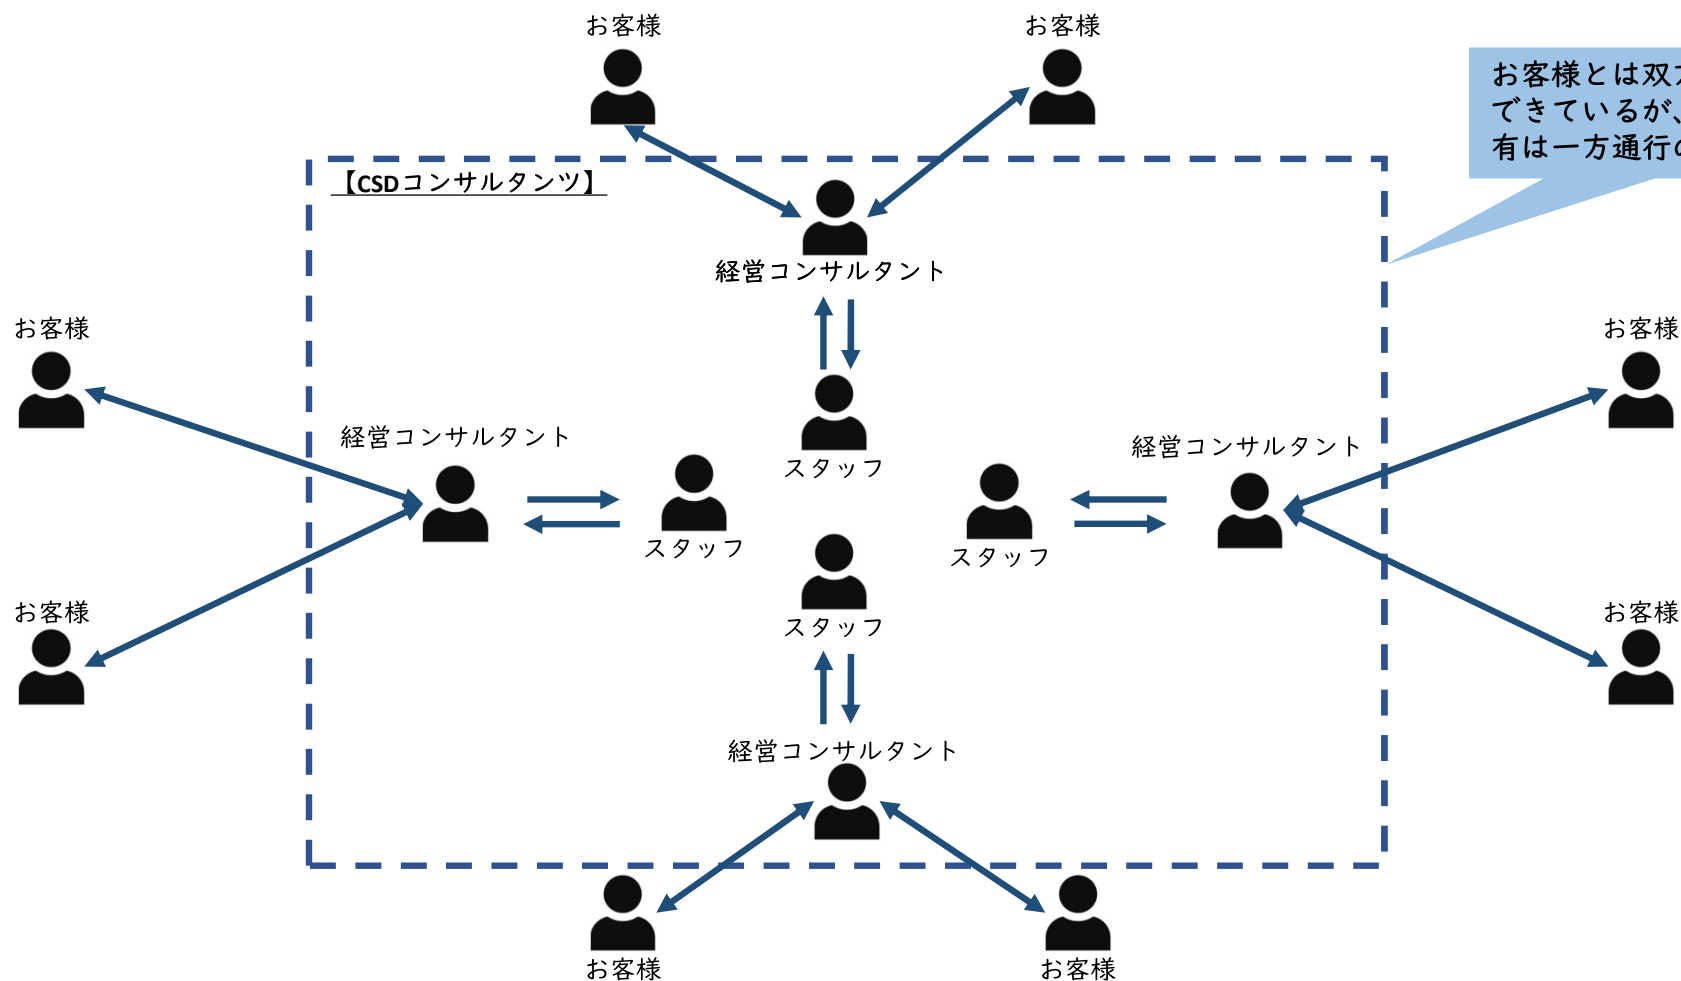 お客様
お客様
お客様とは双
できているが、
有は一方通行
【CSDコンサルタンツ】
経営コンサルタント
お客様
お客様
経営コンサルタント
経営コンサルタント
スタッフ
スタッフ
スタッフ
お客様
お客様
スタッフ
経営コンサルタント
お客様
お客様